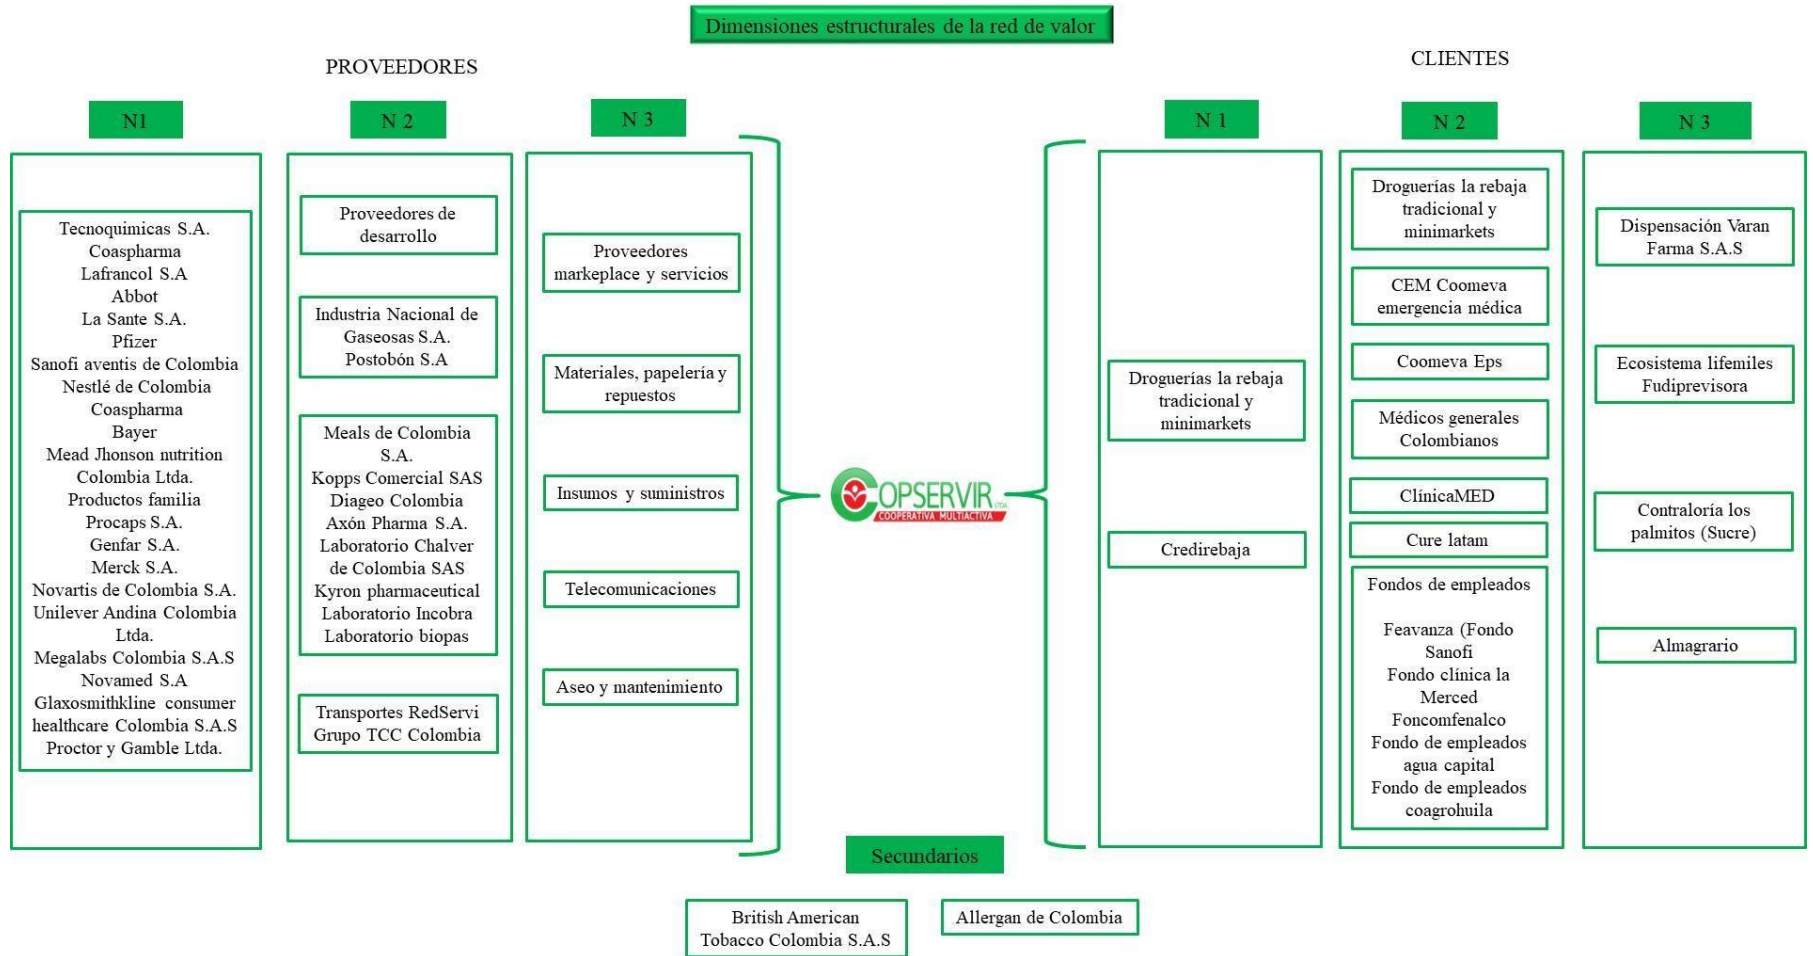 Dimensiones estructurales de la red de valor
PROVEEDORES
CLIENTES
N1
Tecnoquimicas S.A.
Coaspharma
Lafrancol S.A
Abbot
La Sante S.A.
Pfizer
Sanofi aventis de Colombia
Nestlé de Colombia
Coaspharma
Bayer
Mead Jhonson nutrition
Colombia Ltda.
Productos familia
Procaps S.A.
Genfar S.A.
Merck S.A.
Novartis de Colombia S.A.
Unilever Andina Colombia
Ltda.
Megalabs Colombia S.A.S
Novamed S.A
Glaxosmithkline consumer
healthcare Colombia S.A.S
Proctor y Gamble Ltda.
N 2
Proveedores de
desarrollo
Industria Nacional de
Gaseosas S.A.
Postobón S.A
Meals de Colombia
S.A.
Kopps Comercial SAS
Diageo Colombia
Axón Pharma S.A.
Laboratorio Chalver
de Colombia SAS
Kyron pharmaceutical
Laboratorio Incobra
Laboratorio biopas
Transportes RedServi
Grupo TCC Colombia
N 3
Proveedores
markeplace y servicios
Materiales, papelería y
repuestos
Insumos y suministros
Telecomunicaciones
Aseo y mantenimiento
COPSERVIR LTDA
COOPERATIVA MULTIACTIVA
N 1
Droguerías la rebaja
tradicional y
minimarkets
Credirebaja
N 2
Droguerías la rebaja
tradicional y
minimarkets
CEM Coomeva
emergencia médica
Coomeva Eps
Médicos generales
Colombianos
ClínicaMED
Cure latam
Fondos de empleados
Feavanza (Fondo
Sanofi
Fondo clínica la
Merced
Foncomfenalco
Fondo de empleados
agua capital
Fondo de empleados
coagrohuila
N 3
Dispensación Varan
Farma S.A.S
Ecosistema lifemiles
Fudiprevisora
Contraloría los
palmitos (Sucre)
Almagrario
Secundarios
British American
Tobacco Colombia S.A.S
Allergan de Colombia